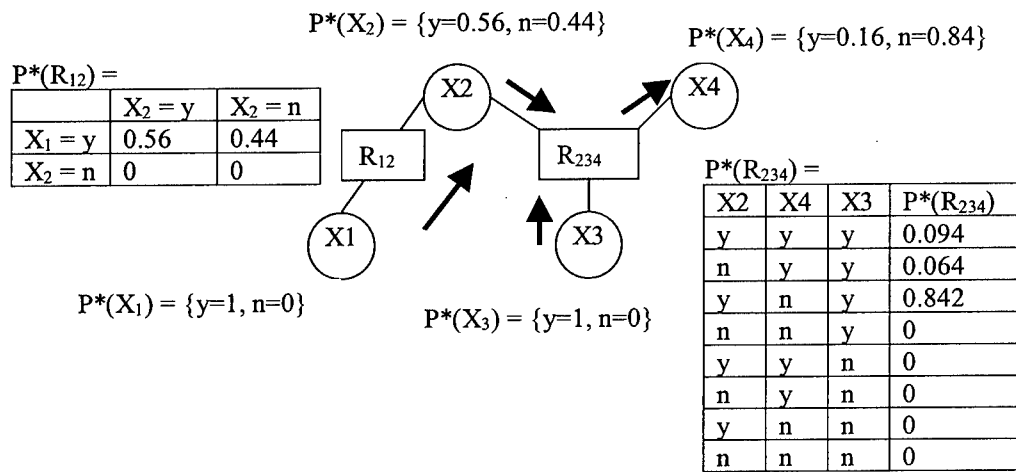 P*(X2) = {y=0.56, n=0.44}
P*(X4) = {y=0.16, n=0.84}
P*(R12) =
X2 = y X2 = n
X1 = y 0.56 0.44
X2 = n 0 0
X2
X4
R12
R234
X1
X3
P*(X1) = {y=1, n=0}
P*(X3) = {y=1, n=0}
P*(R234) =
X2 X4 X3 P*(R234)
y y y 0.094
n y y 0.064
y n y 0.842
n n y 0
y y n 0
n y n 0
y n n 0
n n n 0